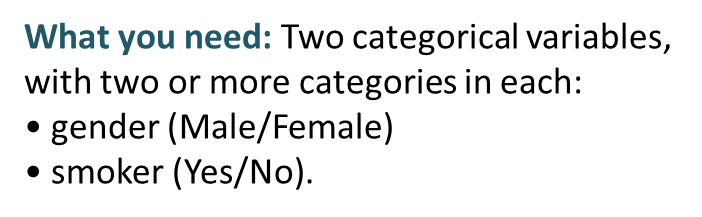 What you need: Two categorical variables,
with two or more categories in each:
• gender (Male/Female)
• smoker (Yes/No).